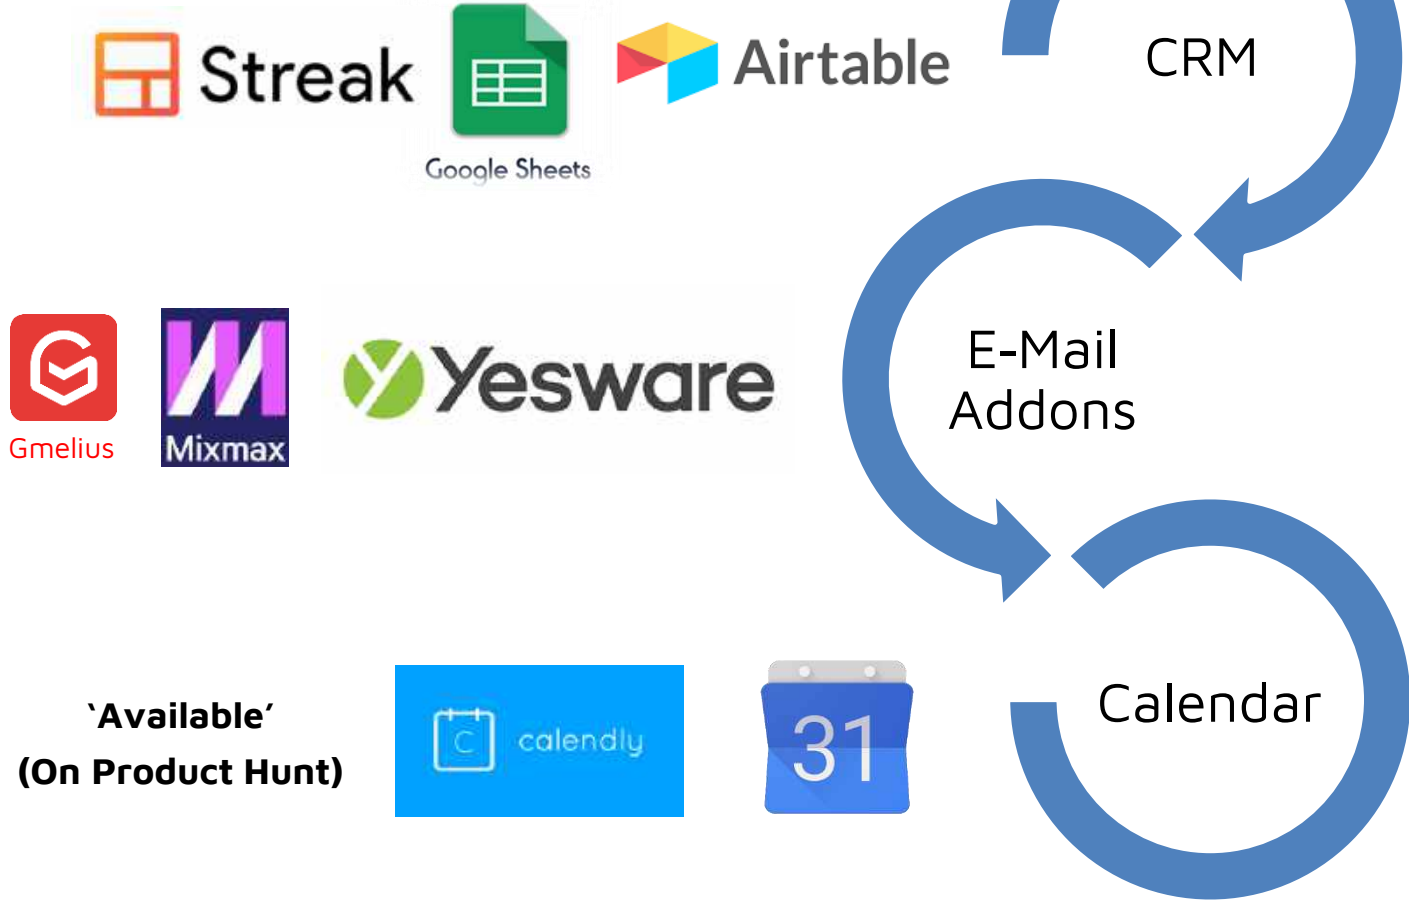 Streak
Airtable
CRM
Google Sheets
E-Mail
Addons
Gmelius
Mixmax
Yesware
‘Available’
(On Product Hunt)
C
calendly
31
Calendar